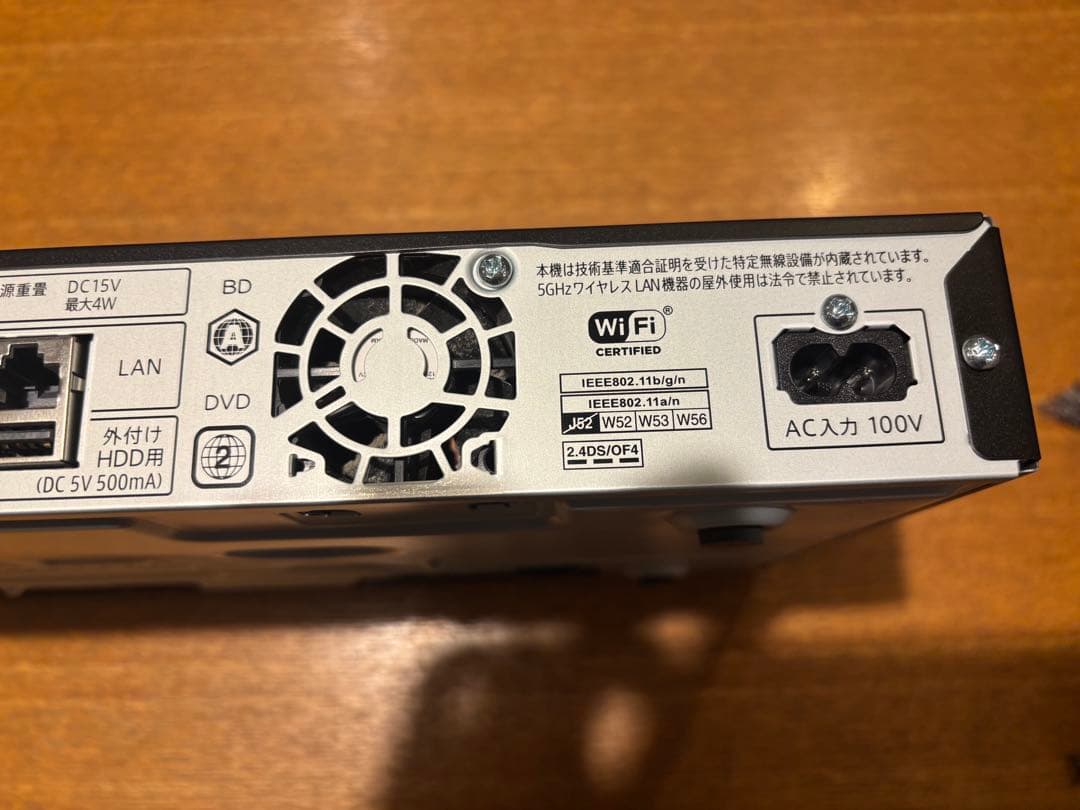 源重畳 DC15V
最大4W
LAN
外付け
HDD用
(DC 5V 500mA)
BD
A
DVD
2
本機は技術基準適合証明を受けた特定無線設備が内蔵されています。
5GHzワイヤレスLAN機器の屋外使用は法令で禁止されています。
Wi Fi ®
CERTIFIED
IEEE802.11b/g/n
IEEE802.11a/n
J52 W52 W53 W56
2.4DS/OF4
AC入力 100V